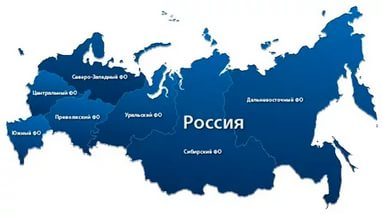 Северо-Западный ФО
Центральный ФО
Приволжский ФО
Уральский ФО
Дальневосточный ФО
Южный ФО
Россия
Сибирский ФО